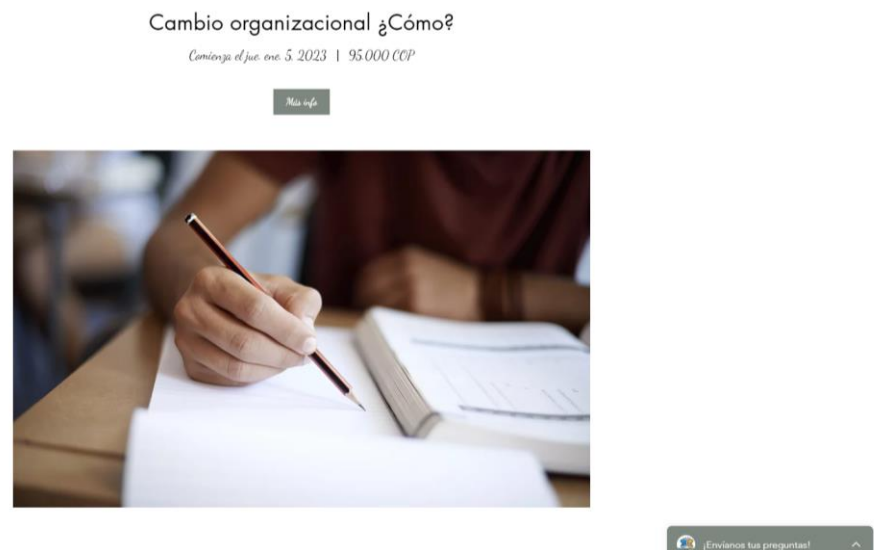 Cambio organizacional ¿Cómo?
Comienza el jue. ene. 5, 2023 | 95.000 COP
Más info
¡Envíanos tus preguntas!